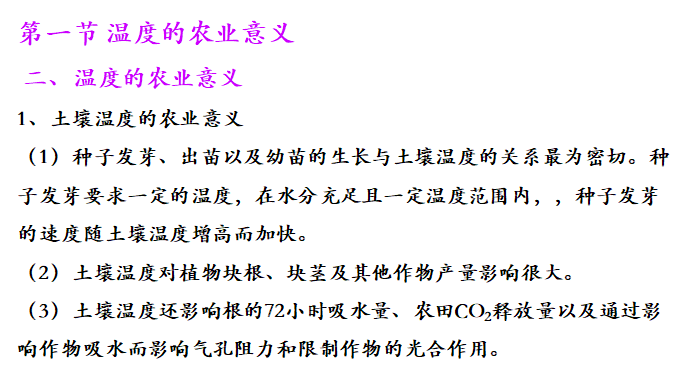 第一节 温度的农业意义
二、温度的农业意义
1、土壤温度的农业意义
（1）种子发芽、出苗以及幼苗的生长与土壤温度的关系最为密切。种
子发芽要求一定的温度，在水分充足且一定温度范围内，，种子发芽
的速度随土壤温度增高而加快。
（2）土壤温度对植物块根、块茎及其他作物产量影响很大。
（3）土壤温度还影响根的72小时吸水量、农田CO₂释放量以及通过影
响作物吸水而影响气孔阻力和限制作物的光合作用。